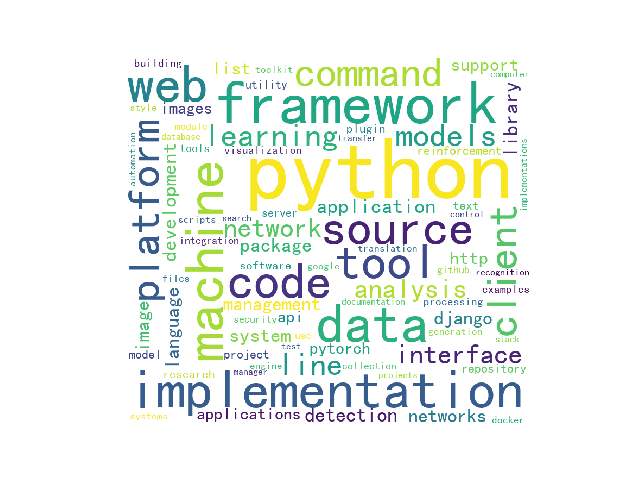 building
list
toolkit
command
support
computer
web
utility
style
images
framework
library
module
plugin
learning
models
database
transfer
tools
visualization
reinforcement
automation
platform
development
machine
python
implementations
scripts
search
server
application
text
control
network
source
client
integration
package
translation
http
software
google
github
recognition
files
code
tool
analysis
examples
image
language
management
documentation
processing
security
api
data
django
generation
system
test
use
pytorch
stack
model
project
line
engine
collection
interface
repository
research
manager
projects
implementation
systems
applications
detection
networks
docker